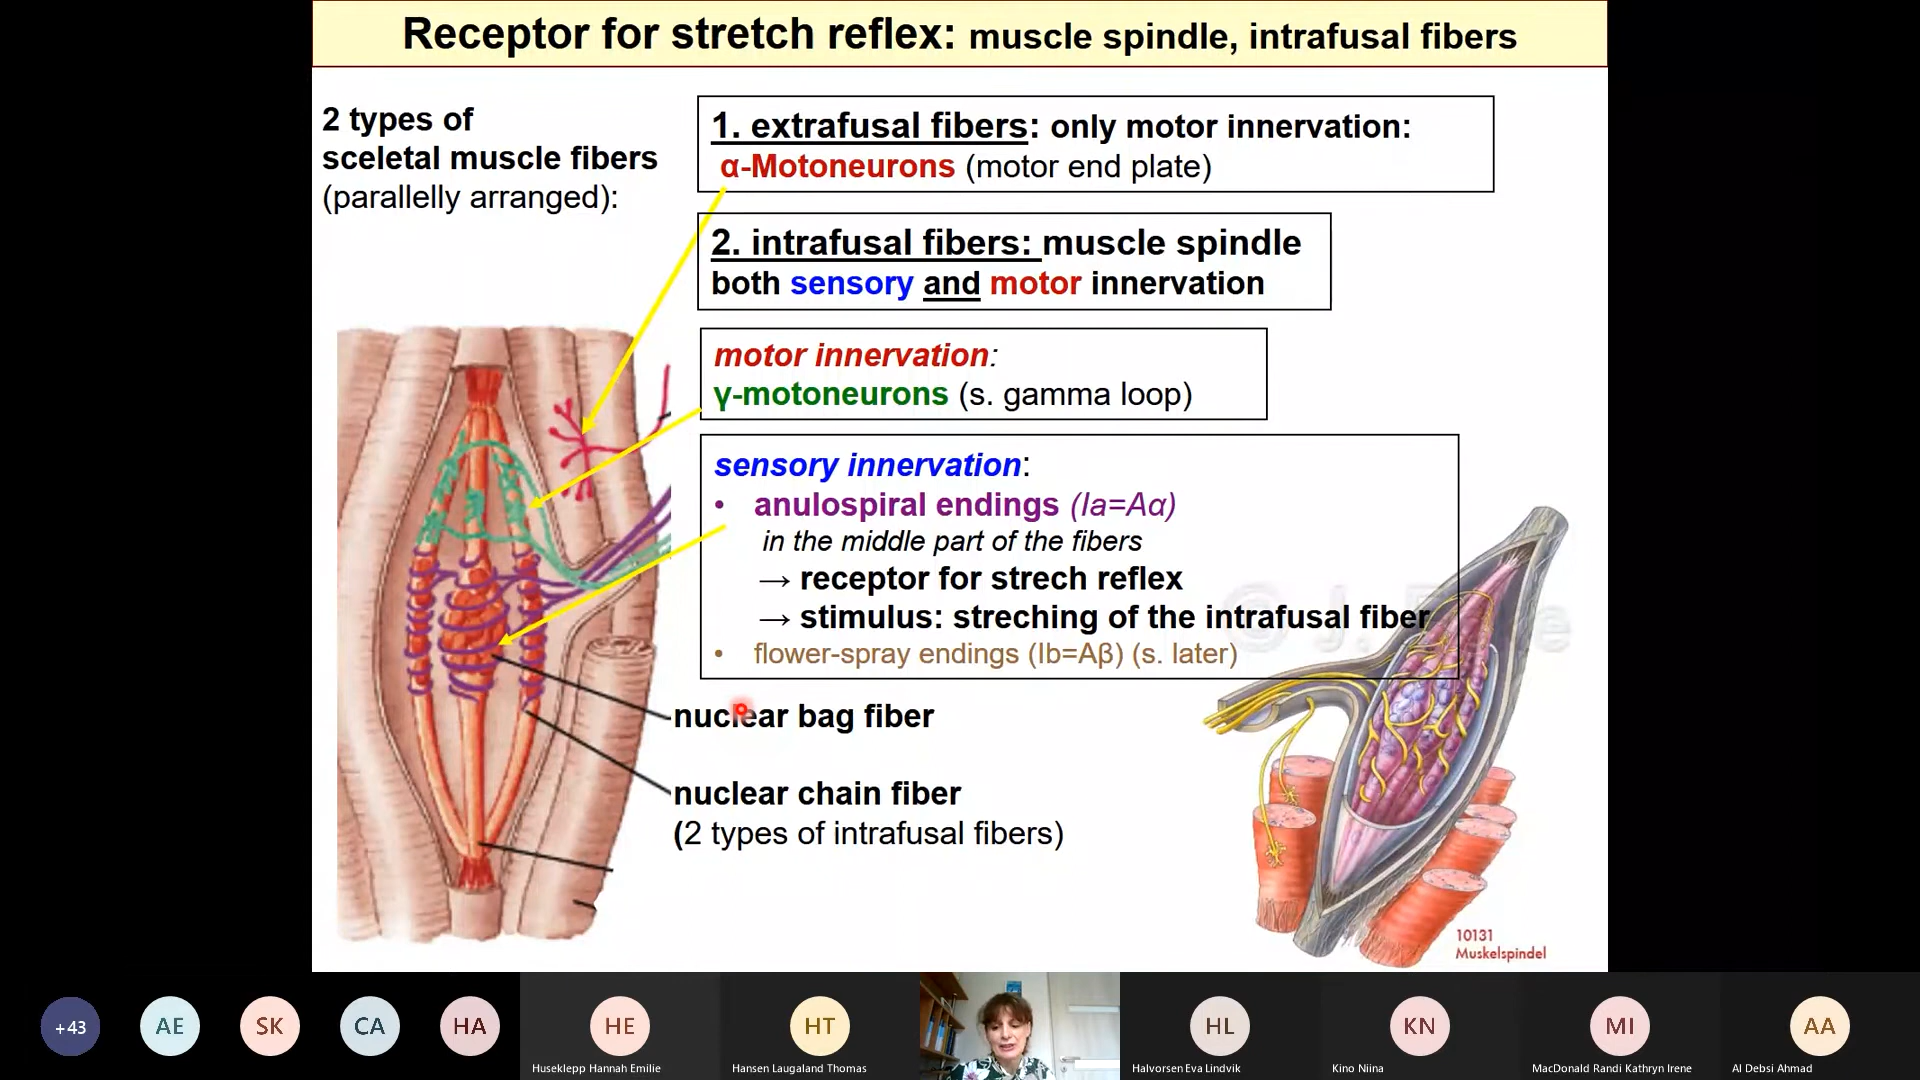 Receptor for stretch reflex: muscle spindle, intrafusal fibers
2 types of
sceletal muscle fibers
(parallelly arranged):
1. extrafusal fibers: only motor innervation:
α-Motoneurons (motor end plate)
2. intrafusal fibers: muscle spindle
both sensory and motor innervation
motor innervation:
γ-motoneurons (s. gamma loop)
sensory innervation:
• anulospiral endings (Ia=Aα)
in the middle part of the fibers
→ receptor for strech reflex
→ stimulus: streching of the intrafusal fiber
• flower-spray endings (Ib=Aβ) (s. later)
nuclear bag fiber
nuclear chain fiber
(2 types of intrafusal fibers)
© J.
10131
Muskelspindel
+43
AE
SK
CA
HA
HE
HT
HL
KN
MI
AA
Huseklepp Hannah Emilie
Hansen Laugaland Thomas
Halvorsen Eva Lindvik
Kino Niina
MacDonald Randi Kathryn Irene
Al Debsi Ahmad